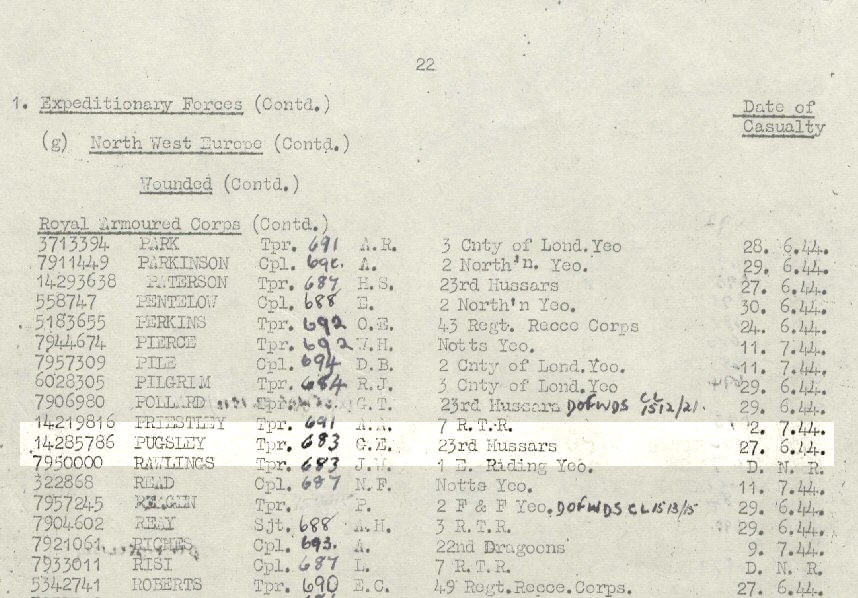 22
1. Expeditionary Forces (Contd.) Date of
Casualty
(g) North West Europe (Contd.)
Wounded (Contd.)
Royal Armoured Corps (Contd.)
3713394 PARK Tpr. 691 A.R. 3 Cnty of Lond.Yeo 28. 6.44.
7911449 PARKINSON Cpl. A. 2 North'n. Yeo. 29. 6.44.
14293638 PATERSON Tpr. 687 H.S. 23rd Hussars 27. 6.44.
558747 PENTELOW Cpl. 688 E. 2 North'n Yeo. 30. 6.44.
5183655 PERKINS Tpr. 692 O.E. 43 Regt. Recce Corps 24. 6.44.
7944674 PIERCE Tpr. 692 W.H. Notts Yeo. 11. 7.44.
7957309 PILE Cpl. 694 D.B. 2 Cnty of Lond.Yeo. 11. 7.44.
6028305 PILGRIM Tpr. 684 R.J. 3 Cnty of Lond.Yeo 29. 6.44.
7906980 POLLARD G.T. 23rd Hussars DOFWDS CL 1512/21. 29. 6.44.
14219816 PRIESTLEY Tpr. 691 7 R.T.R. 2. 7.44.
14285786 PUGSLEY Tpr. 683 G.E. 23rd Hussars 27. 6.44.
7950000 RAWLINGS Tpr. 683 J.V. 1 E. Riding Yeo. D. N. R.
322868 READ Cpl. 687 N.F. Notts Yeo. 11. 7.44.
7957245 Tpr. P. 2 F & F Yeo. DOFWDS CL1513/15 29. 6.44.
7904602 REAY Sjt. 688 3 R.T.R. 29. 6.44.
7921061 RICHES Cpl. 693. A. 22nd Dragoons 9. 7.44.
7933011 RISI Cpl. 687 L. 7 R.T.R. D. N. R.
5342741 ROBERTS Tpr. 690 E.C. 49 Regt.Recce.Corps. 27. 6.44.